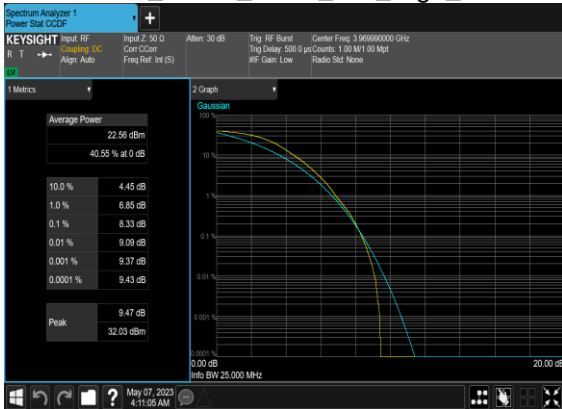 Spectrum Analyzer 1
Power Stat CCDF
KEYSIGHT
R T
Input: RF
Coupling: DC
Align: Auto
Input Z: 50 Ω
Corr CCorr
Freq Ref: Int (S)
Atten: 30 dB
Trig: RF Burst
Trig Delay: 500.0 µs
#IF Gain: Low
Center Freq: 3.969990000 GHz
Counts: 1.00 M/1.00 Mpt
Radio Std: None
1 Metrics
Average Power
22.56 dBm
40.55 % at 0 dB
10.0 % 4.45 dB
1.0 % 6.85 dB
0.1 % 8.33 dB
0.01 % 9.09 dB
0.001 % 9.37 dB
0.0001 % 9.43 dB
Peak
9.47 dB
32.03 dBm
2 Graph
Gaussian
100 %
10 %
1 %
0.1 %
0.01 %
0.001 %
0.0001 %
0.00 dB
20.00 dB
Info BW 25.000 MHz
?
May 07, 2023
4:11:05 AM